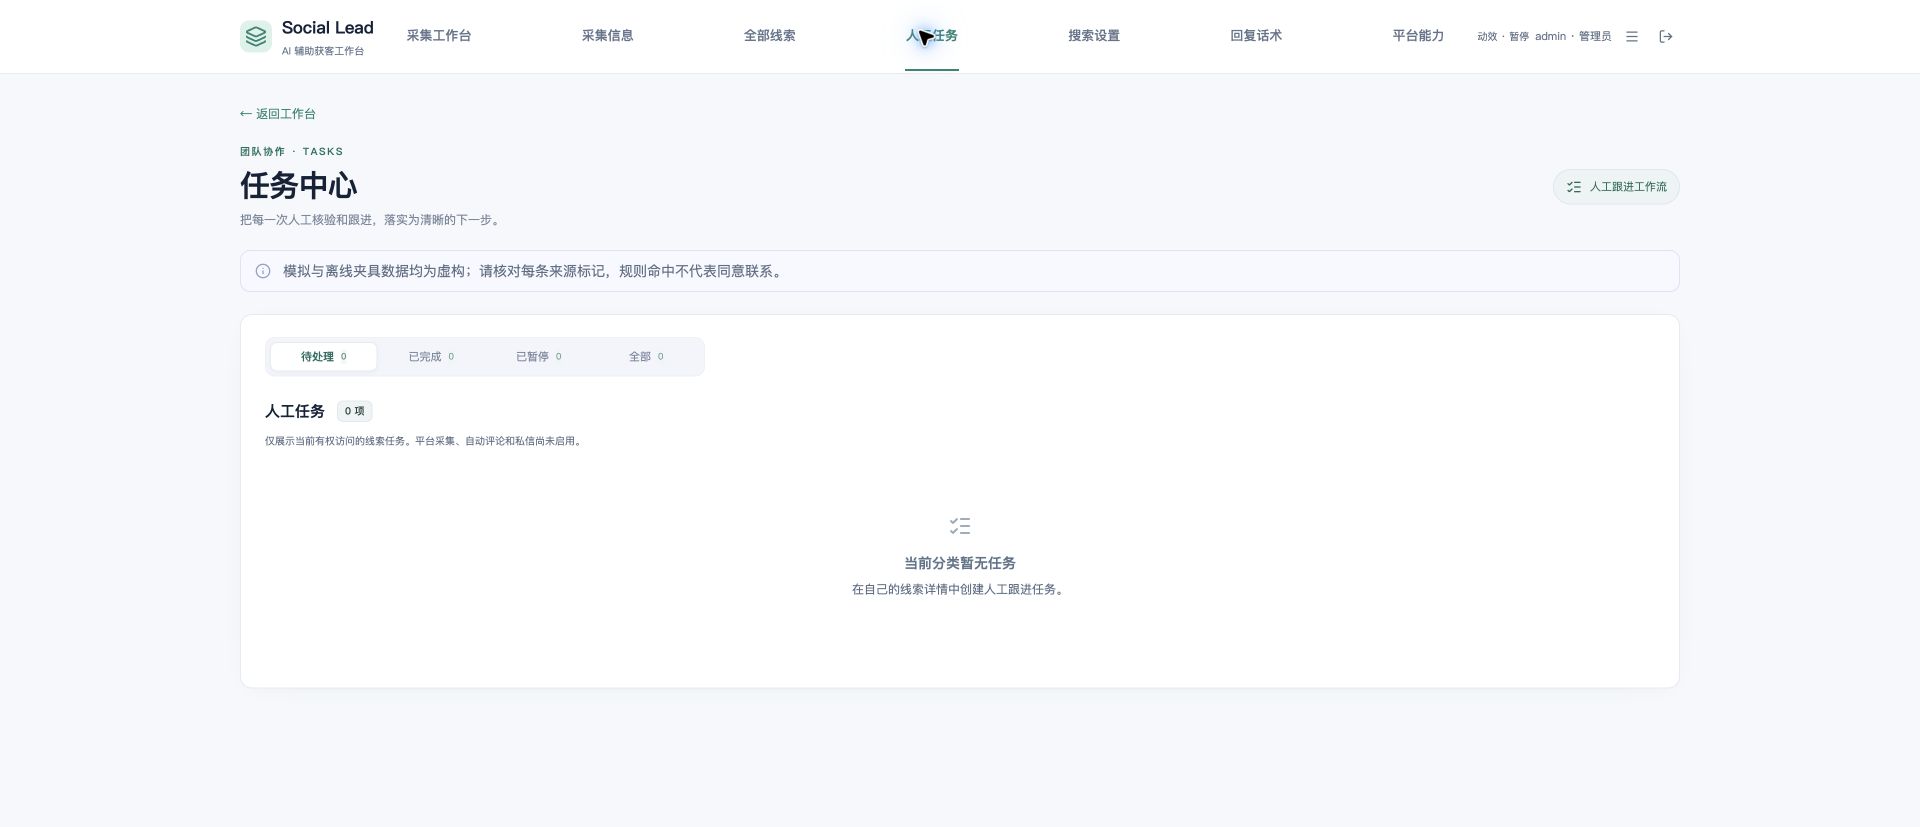 Social Lead
AI 辅助获客工作台
采集工作台
采集信息
全部线索
人工任务
搜索设置
回复话术
平台能力
动效 · 暂停
admin · 管理员
← 返回工作台
团队协作 · TASKS
任务中心
把每一次人工核验和跟进，落实为清晰的下一步。
人工跟进工作流
模拟与离线夹具数据均为虚构；请核对每条来源标记，规则命中不代表同意联系。
待处理 0
已完成 0
已暂停 0
全部 0
人工任务 0 项
仅展示当前有权访问的线索任务。平台采集、自动评论和私信尚未启用。
当前分类暂无任务
在自己的线索详情中创建人工跟进任务。